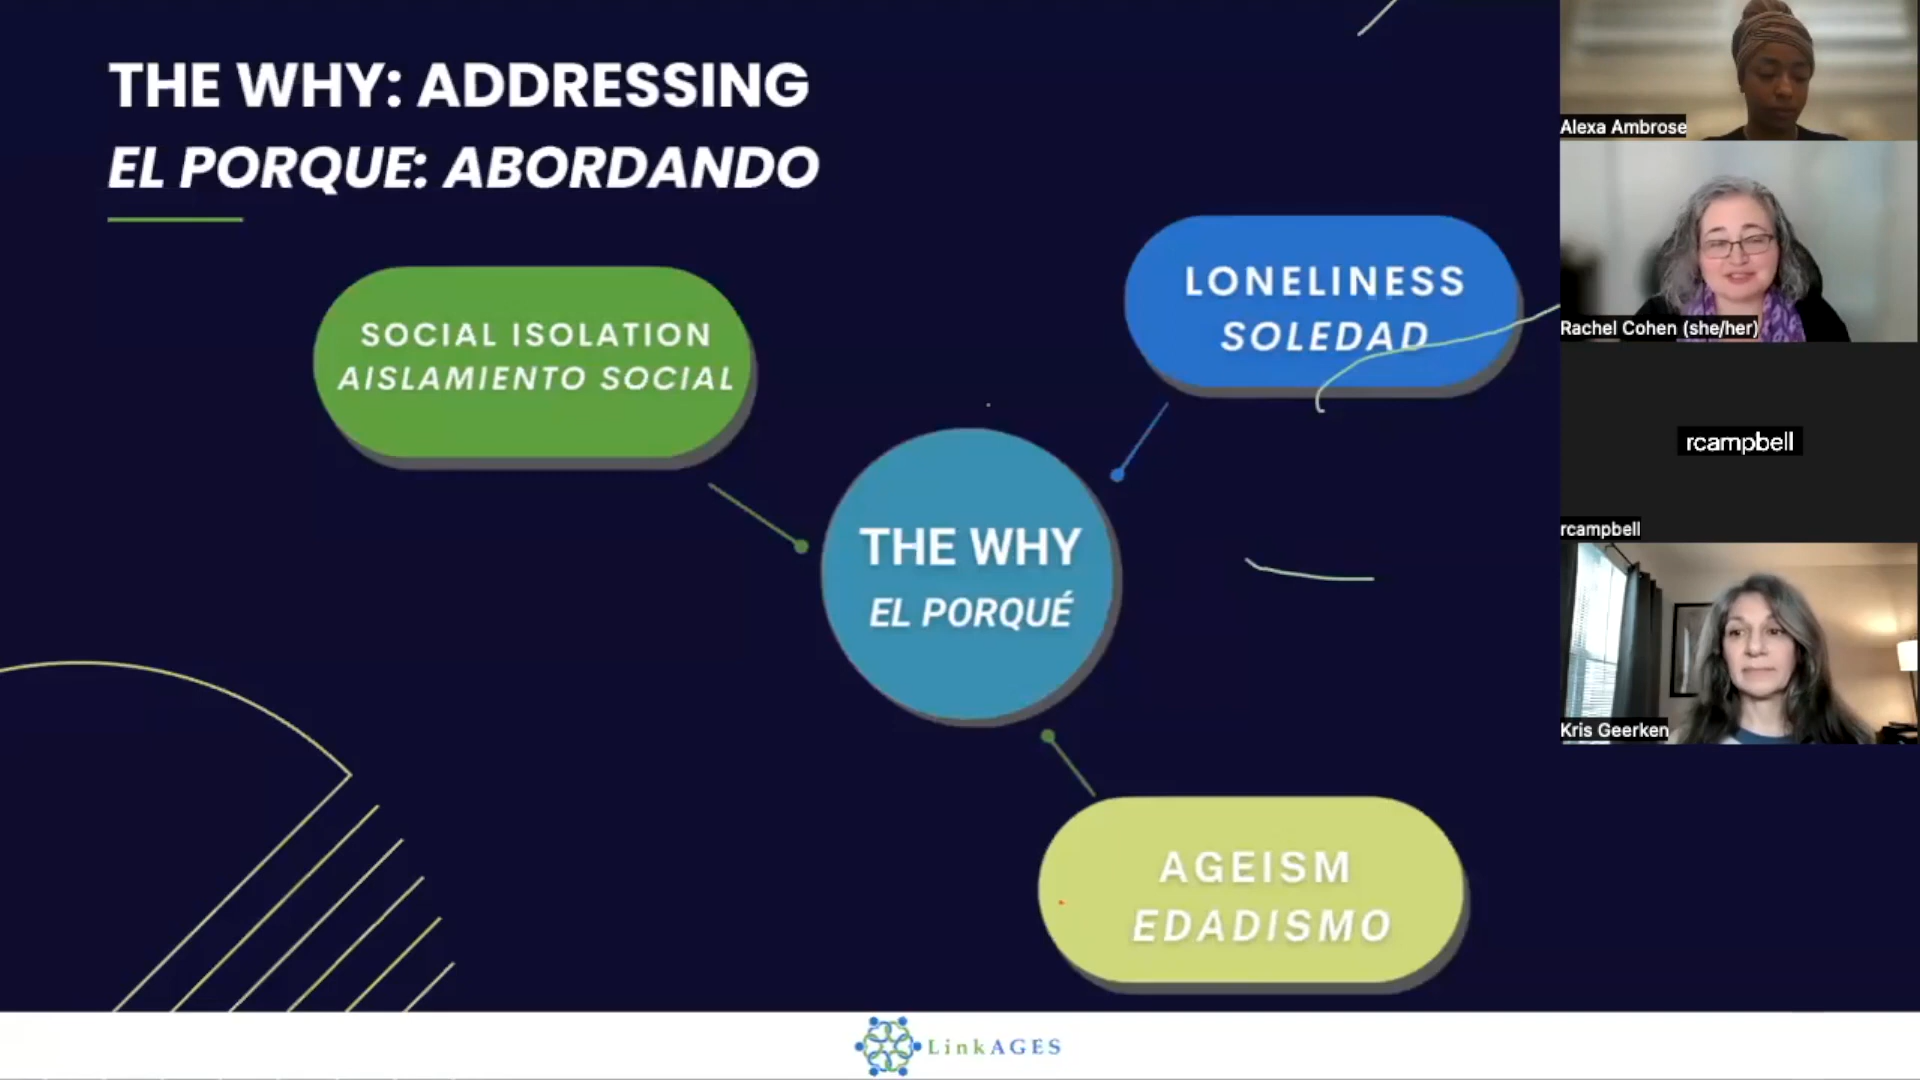 THE WHY: ADDRESSING
EL PORQUE: ABORDANDO
SOCIAL ISOLATION
AISLAMIENTO SOCIAL
LONELINESS
SOLEDAD
THE WHY
EL PORQUÉ
AGEISM
EDADISMO
LinkAGES
Alexa Ambrose
Rachel Cohen (she/her)
rcampbell
rcampbell
Kris Geerken